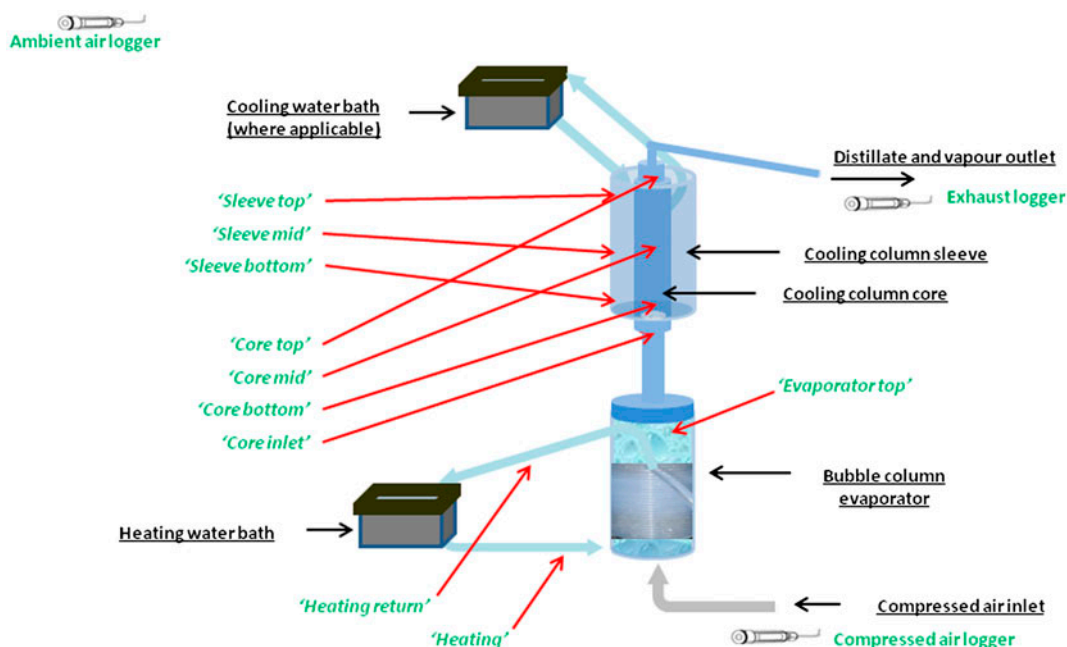 Ambient air logger
Cooling water bath
(where applicable)
Distillate and vapour outlet
Exhaust logger
‘Sleeve top’
‘Sleeve mid’
‘Sleeve bottom’
Cooling column sleeve
Cooling column core
‘Core top’
‘Core mid’
‘Core bottom’
‘Core inlet’
‘Evaporator top’
Bubble column
evaporator
Heating water bath
‘Heating return’
‘Heating’
Compressed air inlet
Compressed air logger